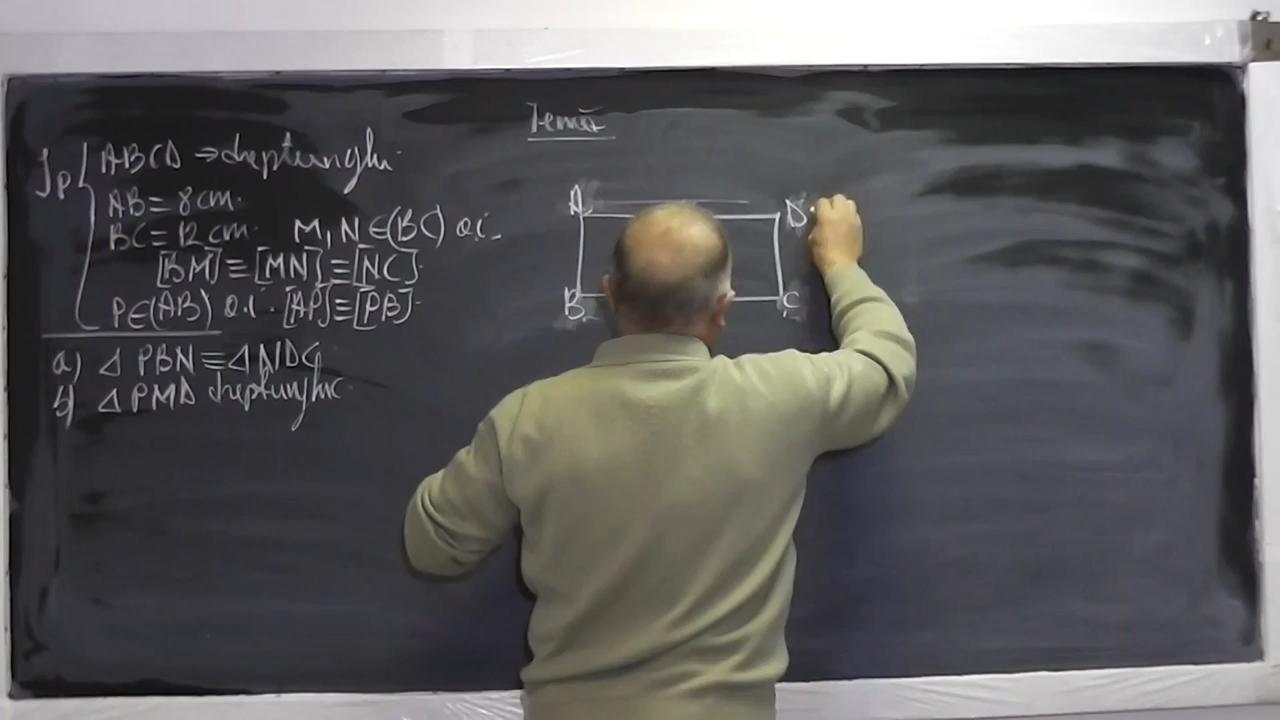 Temă
Ip { ABCD → dreptunghi.
AB = 8 cm.
BC = 12 cm. M, N ∈ (BC) a.i.
[BM] ≡ [MN] ≡ [NC].
P ∈ (AB) a.i. [AP] ≡ [PB].
a) Δ PBN ≡ Δ NDC
b) Δ PMD dreptunghic.
A D
B C